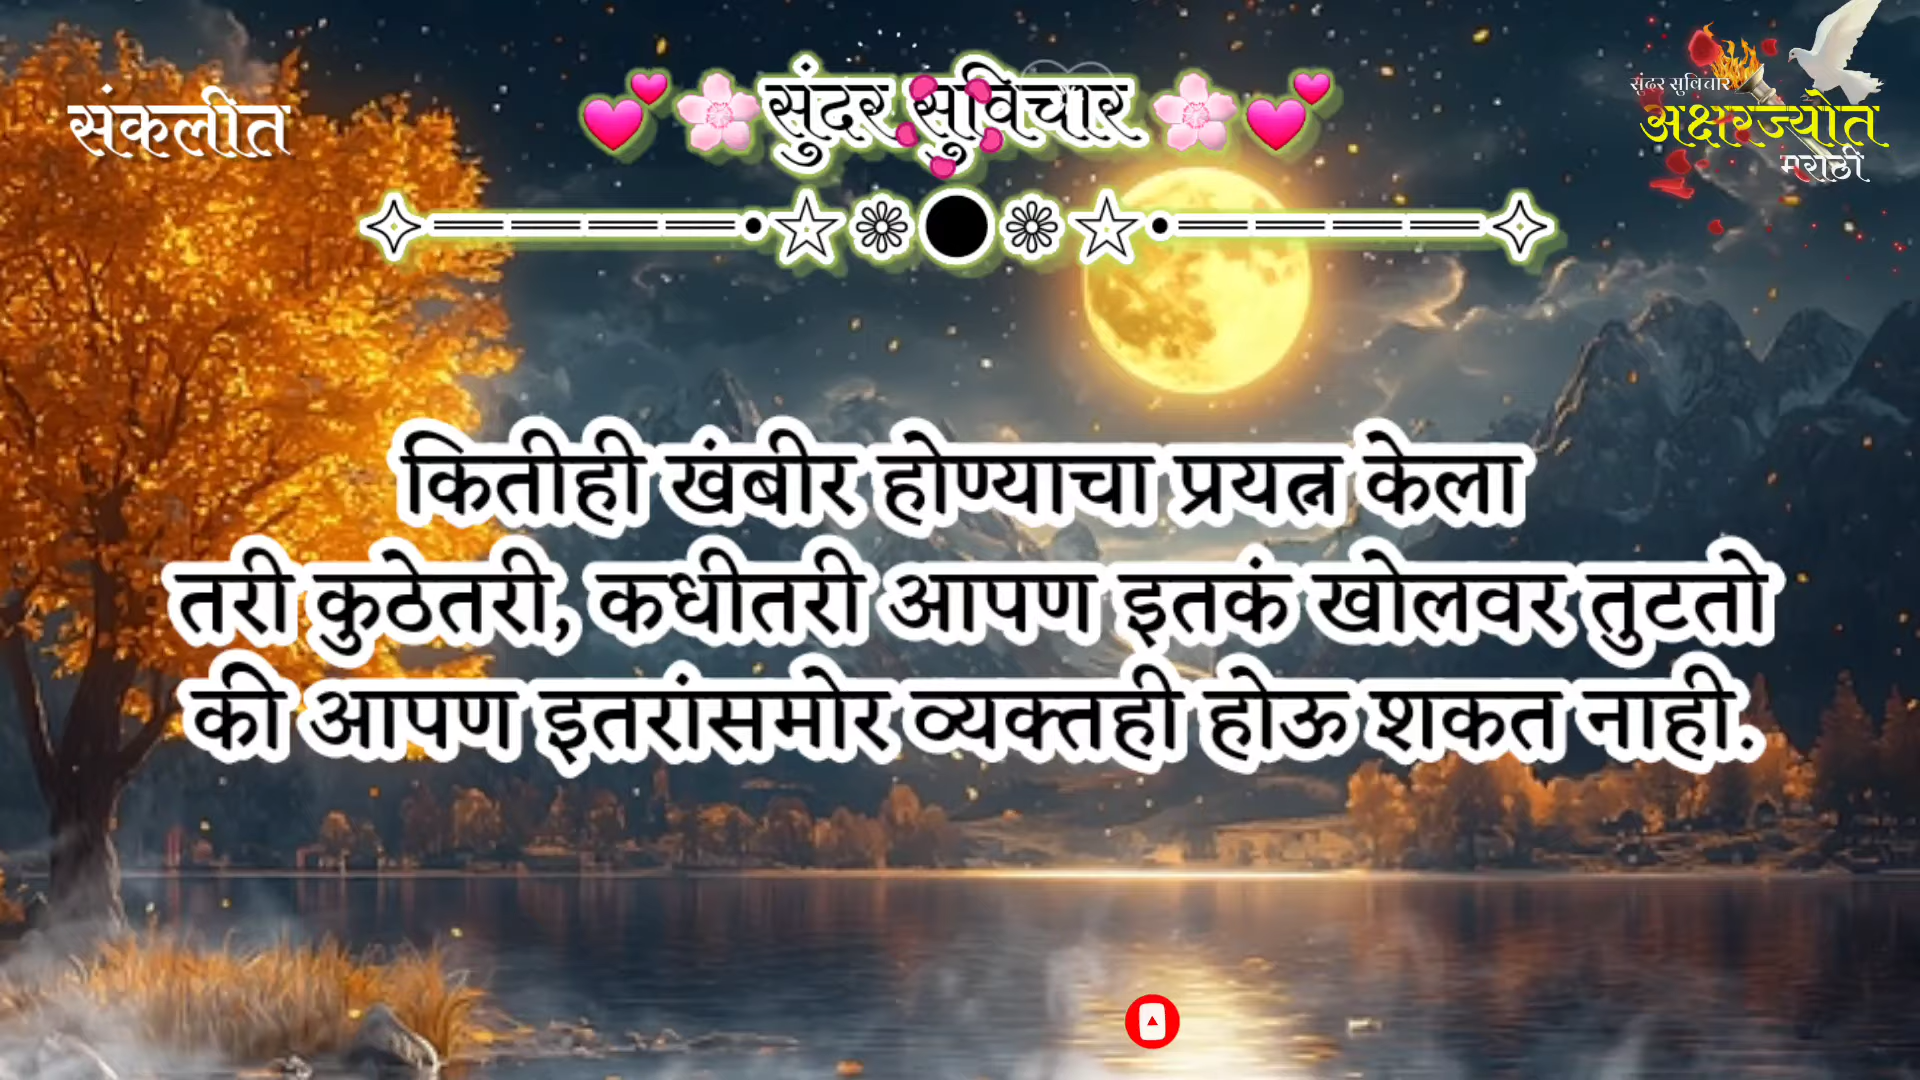 संकलीत
💕🌸सुंदर सुविचार🌸💕
✧═════•☆❁●❁☆•═════✧
सुंदर सुविचार
अक्षरज्योत
मराठी
कितीही खंबीर होण्याचा प्रयत्न केला
तरी कुठेतरी, कधीतरी आपण इतकं खोलवर तुटतो
की आपण इतरांसमोर व्यक्तही होऊ शकत नाही.